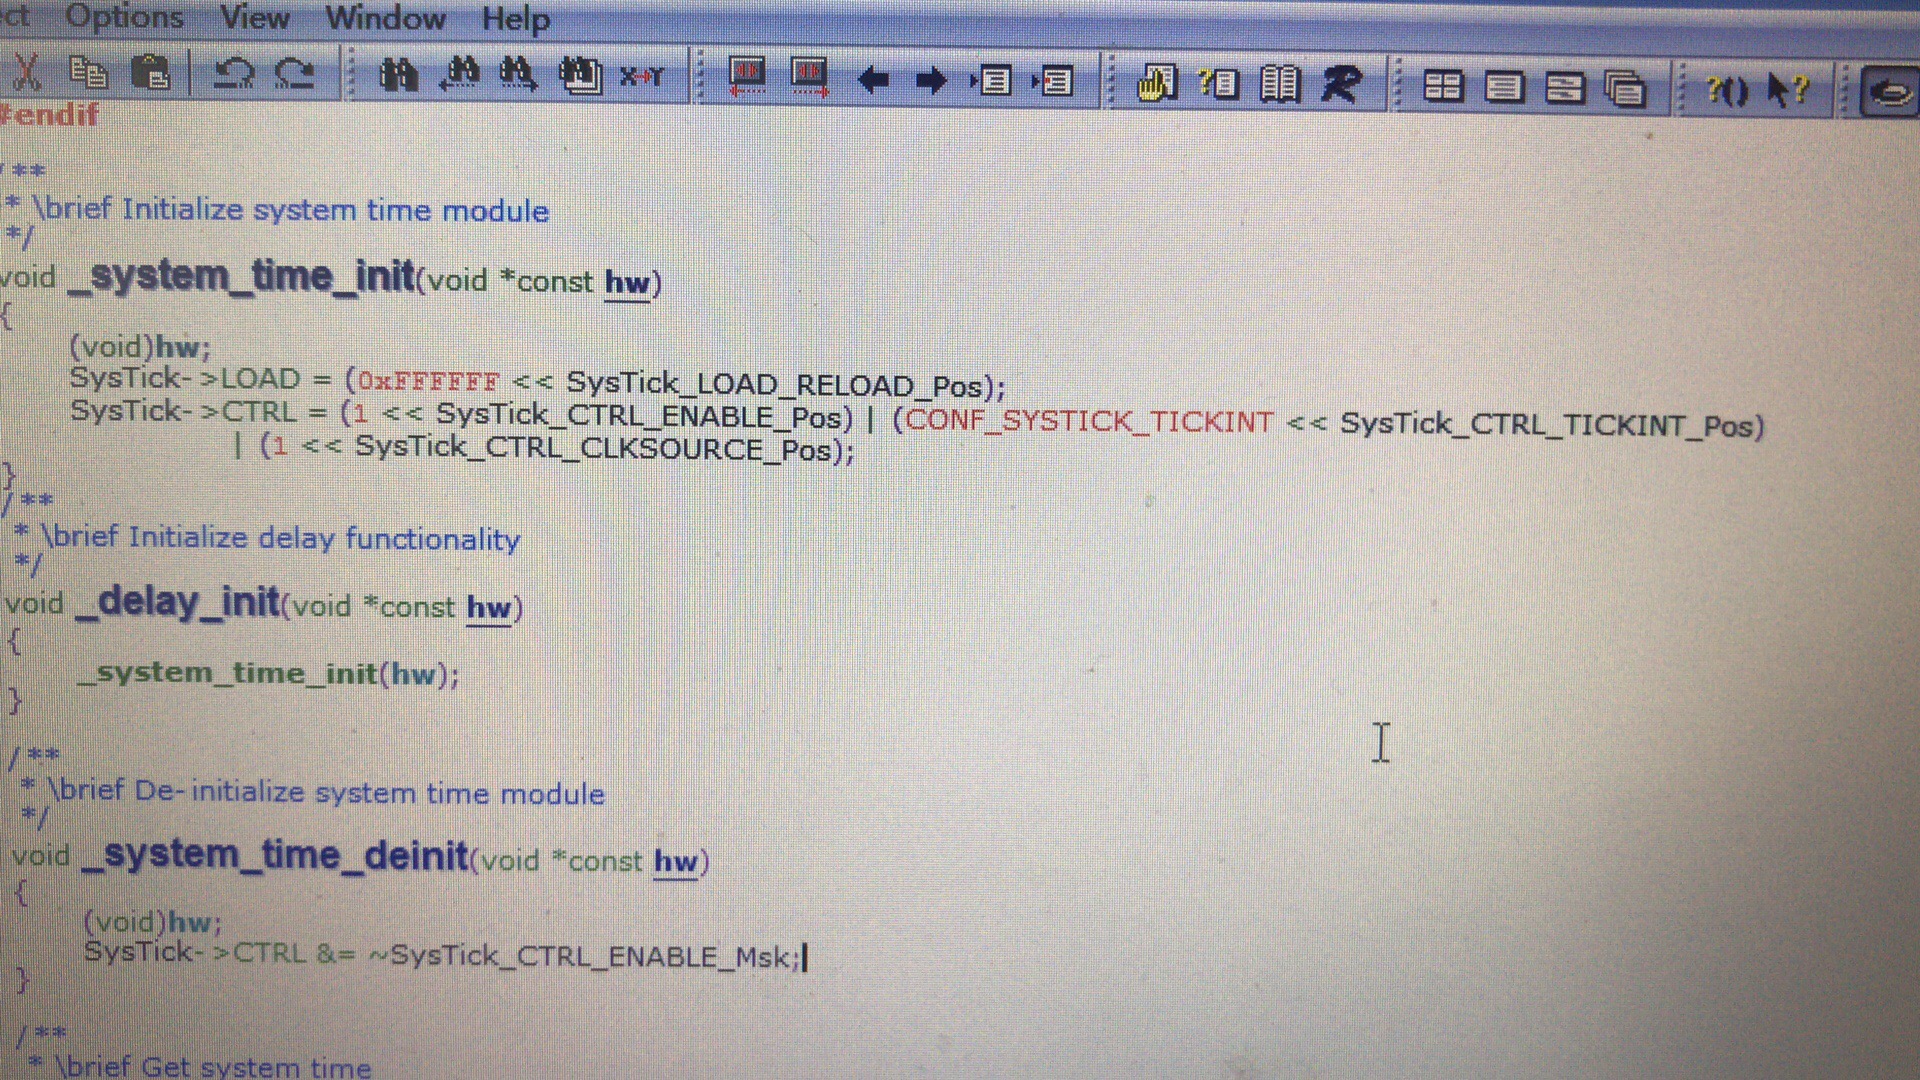 ct Options View Window Help
X→Y
?()
#endif
/**
* \brief Initialize system time module
*/
void _system_time_init(void *const hw)
{
(void)hw;
SysTick->LOAD = (0xFFFFFF << SysTick_LOAD_RELOAD_Pos);
SysTick->CTRL = (1 << SysTick_CTRL_ENABLE_Pos) | (CONF_SYSTICK_TICKINT << SysTick_CTRL_TICKINT_Pos)
| (1 << SysTick_CTRL_CLKSOURCE_Pos);
}
/**
* \brief Initialize delay functionality
*/
void _delay_init(void *const hw)
{
_system_time_init(hw);
}
/**
* \brief De-initialize system time module
*/
void _system_time_deinit(void *const hw)
{
(void)hw;
SysTick->CTRL &= ~SysTick_CTRL_ENABLE_Msk;
}
/**
* \brief Get system time